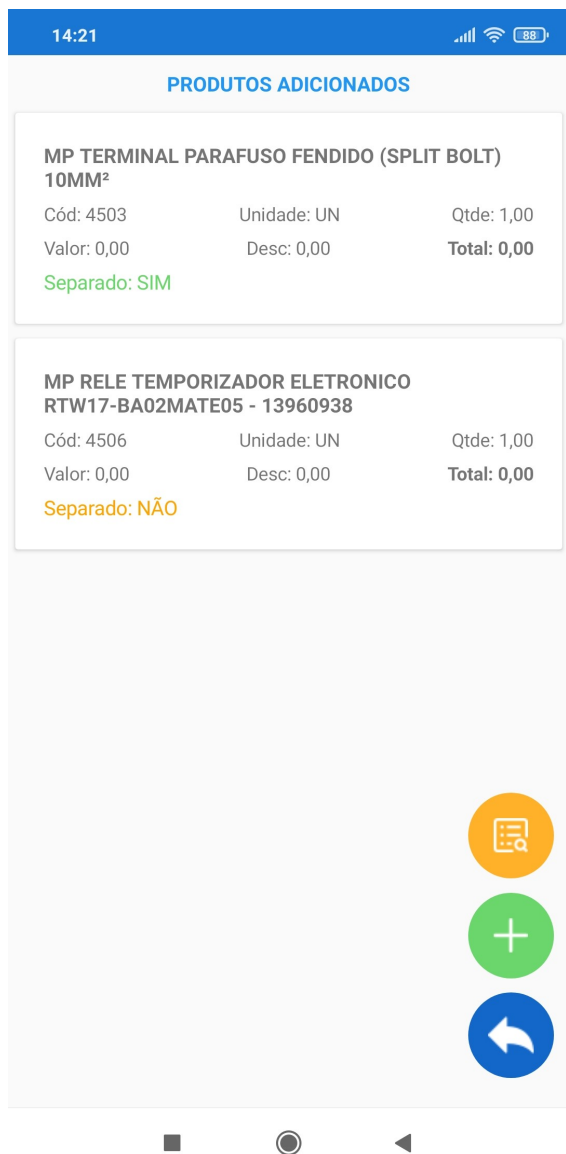 14:21
88
PRODUTOS ADICIONADOS
MP TERMINAL PARAFUSO FENDIDO (SPLIT BOLT)
10MM²
Cód: 4503 Unidade: UN Qtde: 1,00
Valor: 0,00 Desc: 0,00 Total: 0,00
Separado: SIM
MP RELE TEMPORIZADOR ELETRONICO
RTW17-BA02MATE05 - 13960938
Cód: 4506 Unidade: UN Qtde: 1,00
Valor: 0,00 Desc: 0,00 Total: 0,00
Separado: NÃO